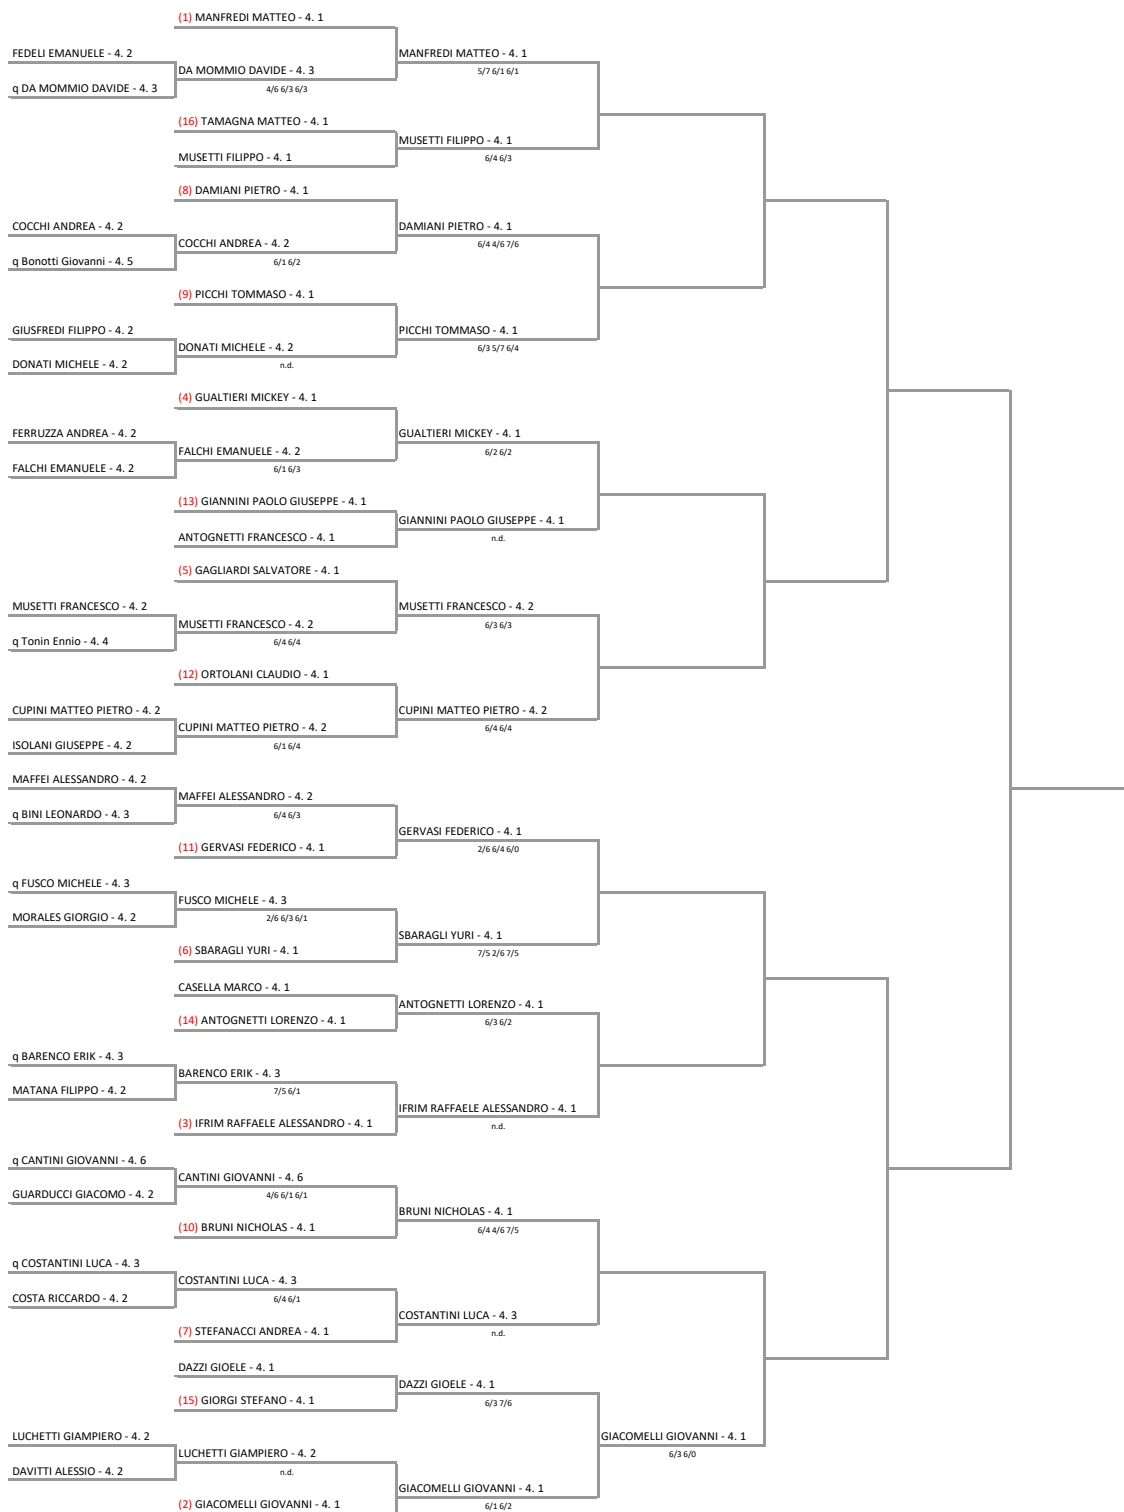 (1) MANFREDI MATTEO - 4. 1
FEDELI EMANUELE - 4. 2
MANFREDI MATTEO - 4. 1
DA MOMMIO DAVIDE - 4. 3
5/7 6/1 6/1
q DA MOMMIO DAVIDE - 4. 3
4/6 6/3 6/3
(16) TAMAGNA MATTEO - 4. 1
MUSETTI FILIPPO - 4. 1
MUSETTI FILIPPO - 4. 1
6/4 6/3
(8) DAMIANI PIETRO - 4. 1
COCCHI ANDREA - 4. 2
DAMIANI PIETRO - 4. 1
COCCHI ANDREA - 4. 2
6/4 4/6 7/6
q Bonotti Giovanni - 4. 5
6/1 6/2
(9) PICCHI TOMMASO - 4. 1
GIUSFREDI FILIPPO - 4. 2
PICCHI TOMMASO - 4. 1
DONATI MICHELE - 4. 2
6/3 5/7 6/4
DONATI MICHELE - 4. 2
n.d.
(4) GUALTIERI MICKEY - 4. 1
FERRUZZA ANDREA - 4. 2
GUALTIERI MICKEY - 4. 1
FALCHI EMANUELE - 4. 2
6/2 6/2
FALCHI EMANUELE - 4. 2
6/1 6/3
(13) GIANNINI PAOLO GIUSEPPE - 4. 1
GIANNINI PAOLO GIUSEPPE - 4. 1
ANTOGNETTI FRANCESCO - 4. 1
n.d.
(5) GAGLIARDI SALVATORE - 4. 1
MUSETTI FRANCESCO - 4. 2
MUSETTI FRANCESCO - 4. 2
MUSETTI FRANCESCO - 4. 2
6/3 6/3
q Tonin Ennio - 4. 4
6/4 6/4
(12) ORTOLANI CLAUDIO - 4. 1
CUPINI MATTEO PIETRO - 4. 2
CUPINI MATTEO PIETRO - 4. 2
CUPINI MATTEO PIETRO - 4. 2
6/4 6/4
ISOLANI GIUSEPPE - 4. 2
6/1 6/4
MAFFEI ALESSANDRO - 4. 2
MAFFEI ALESSANDRO - 4. 2
q BINI LEONARDO - 4. 3
6/4 6/3
GERVASI FEDERICO - 4. 1
(11) GERVASI FEDERICO - 4. 1
2/6 6/4 6/0
q FUSCO MICHELE - 4. 3
FUSCO MICHELE - 4. 3
MORALES GIORGIO - 4. 2
2/6 6/3 6/1
SBARAGLI YURI - 4. 1
(6) SBARAGLI YURI - 4. 1
7/5 2/6 7/5
CASELLA MARCO - 4. 1
ANTOGNETTI LORENZO - 4. 1
(14) ANTOGNETTI LORENZO - 4. 1
6/3 6/2
q BARENCO ERIK - 4. 3
BARENCO ERIK - 4. 3
MATANA FILIPPO - 4. 2
7/5 6/1
IFRIM RAFFAELE ALESSANDRO - 4. 1
(3) IFRIM RAFFAELE ALESSANDRO - 4. 1
n.d.
q CANTINI GIOVANNI - 4. 6
CANTINI GIOVANNI - 4. 6
GUARDUCCI GIACOMO - 4. 2
4/6 6/1 6/1
BRUNI NICHOLAS - 4. 1
(10) BRUNI NICHOLAS - 4. 1
6/4 4/6 7/5
q COSTANTINI LUCA - 4. 3
COSTANTINI LUCA - 4. 3
COSTA RICCARDO - 4. 2
6/4 6/1
COSTANTINI LUCA - 4. 3
(7) STEFANACCI ANDREA - 4. 1
n.d.
DAZZI GIOELE - 4. 1
DAZZI GIOELE - 4. 1
(15) GIORGI STEFANO - 4. 1
6/3 7/6
LUCHETTI GIAMPIERO - 4. 2
GIACOMELLI GIOVANNI - 4. 1
LUCHETTI GIAMPIERO - 4. 2
6/3 6/0
DAVITTI ALESSIO - 4. 2
n.d.
GIACOMELLI GIOVANNI - 4. 1
(2) GIACOMELLI GIOVANNI - 4. 1
6/1 6/2